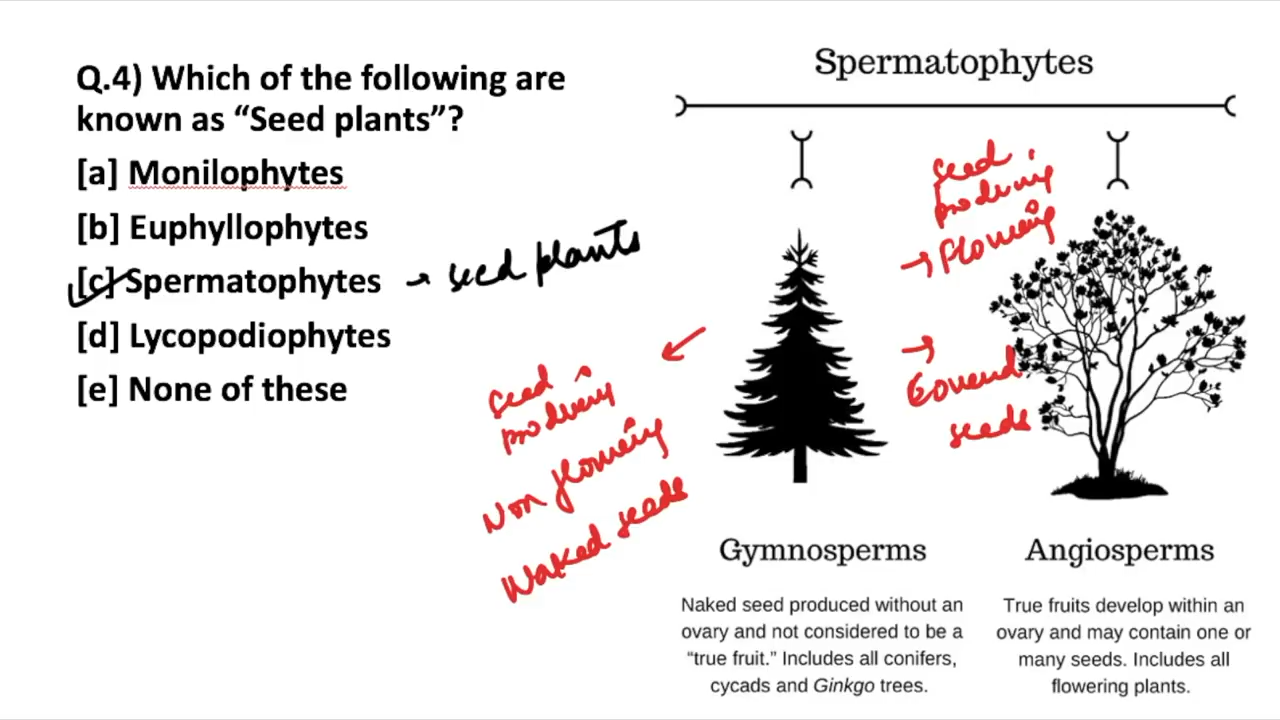 Q.4) Which of the following are
known as “Seed plants”?
[a] Monilophytes
[b] Euphyllophytes
[c] Spermatophytes → seed plants
[d] Lycopodiophytes
[e] None of these
seed
producing
Non flowering
Naked seeds
Spermatophytes
seed
producing
→ flowering
→ Covered
seeds
Gymnosperms
Naked seed produced without an
ovary and not considered to be a
“true fruit.” Includes all conifers,
cycads and Ginkgo trees.
Angiosperms
True fruits develop within an
ovary and may contain one or
many seeds. Includes all
flowering plants.